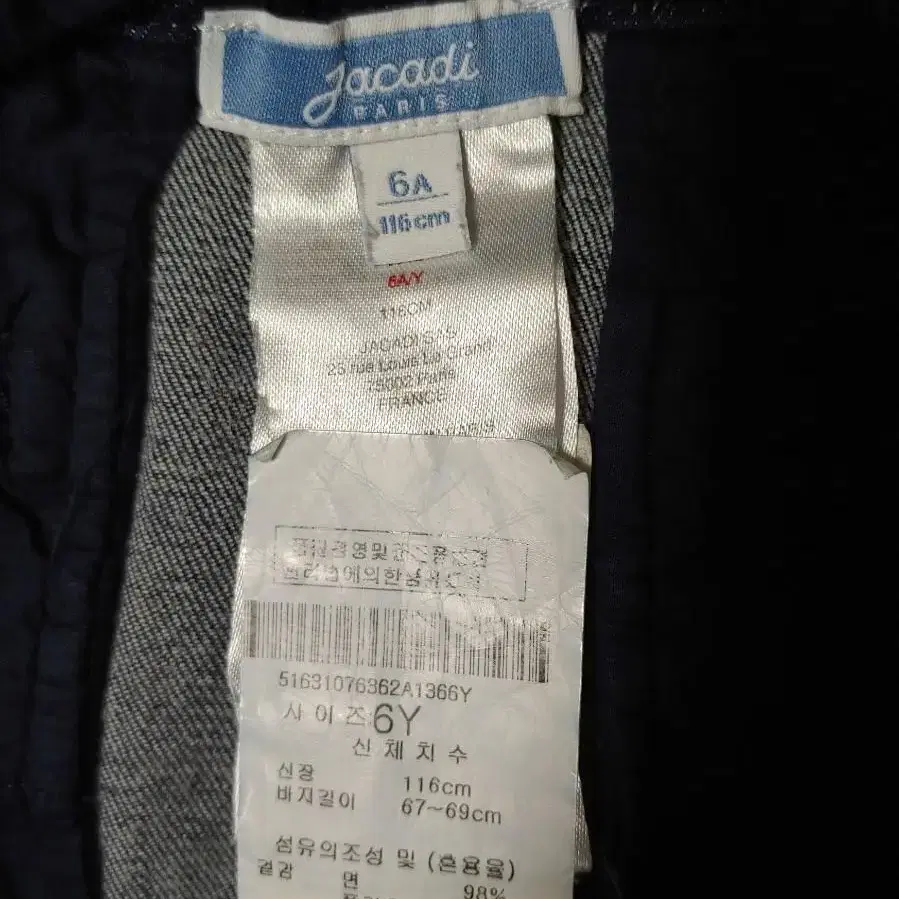 Jacadi
PARIS
6A
116cm
6A/Y
116CM
JACADI SAS
25 rue Louis Le Grand
75002 Paris
FRANCE
PARIS
51631076362A1366Y
사이즈 6Y
신체치수
신장 116cm
바지길이 67~69cm
섬유의조성 및 (혼용율)
겉감 면 98%